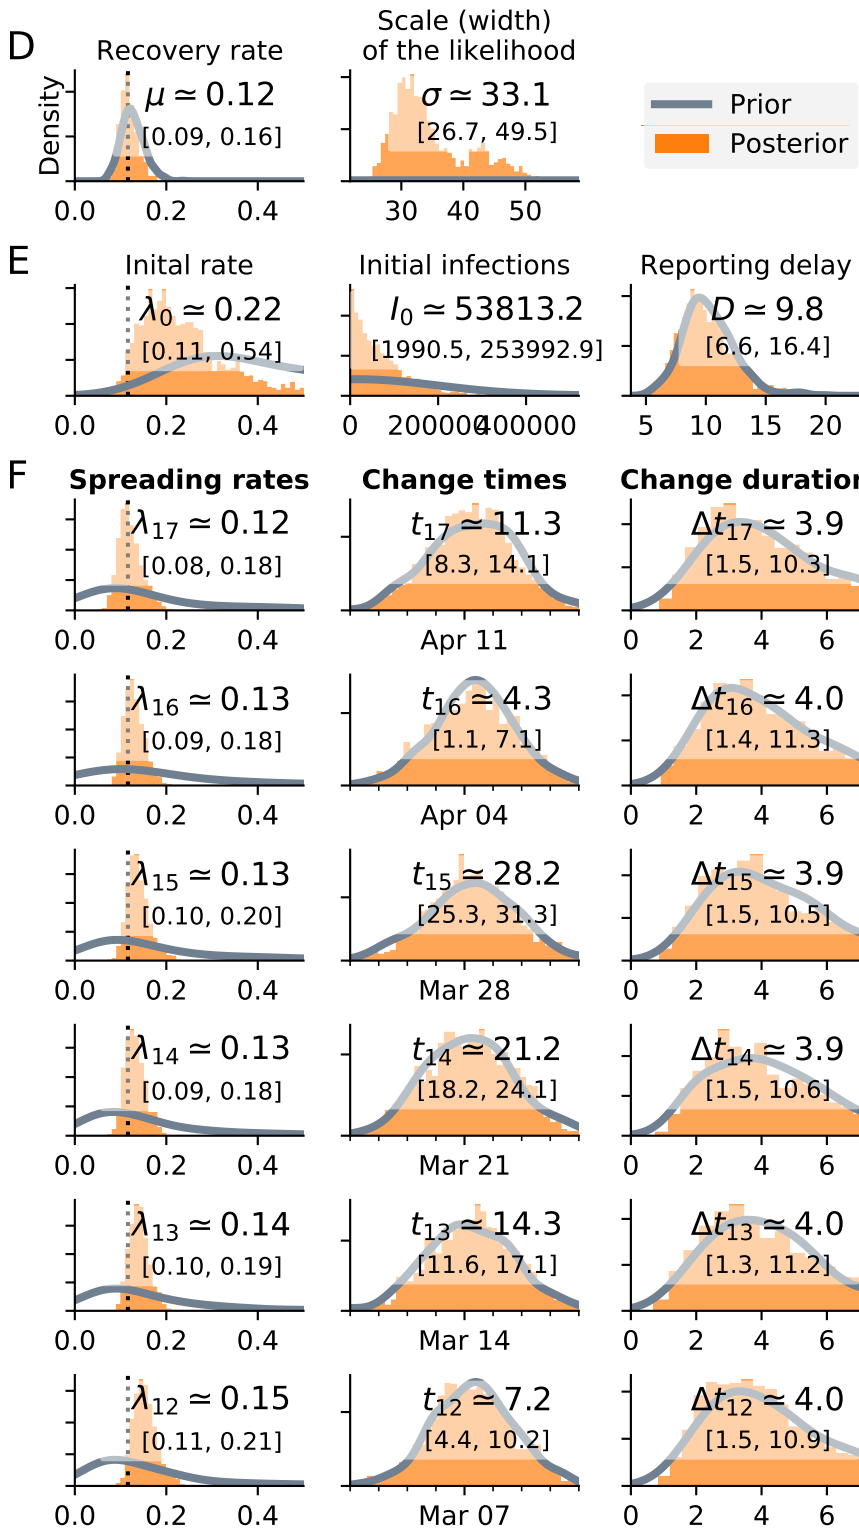 D
Recovery rate
Scale (width)
of the likelihood
Density
μ ≃ 0.12
[0.09, 0.16]
σ ≃ 33.1
[26.7, 49.5]
Prior
Posterior
0.0 0.2 0.4
30 40 50
E
Inital rate
Initial infections
Reporting delay
λ0 ≃ 0.22
[0.11, 0.54]
I0 ≃ 53813.2
[1990.5, 253992.9]
D ≃ 9.8
[6.6, 16.4]
0.0 0.2 0.4
0 200000 400000
5 10 15 20
F
Spreading rates
Change times
Change duration
λ17 ≃ 0.12
[0.08, 0.18]
t17 ≃ 11.3
[8.3, 14.1]
Δt17 ≃ 3.9
[1.5, 10.3]
0.0 0.2 0.4
Apr 11
0 2 4 6
λ16 ≃ 0.13
[0.09, 0.18]
t16 ≃ 4.3
[1.1, 7.1]
Δt16 ≃ 4.0
[1.4, 11.3]
0.0 0.2 0.4
Apr 04
0 2 4 6
λ15 ≃ 0.13
[0.10, 0.20]
t15 ≃ 28.2
[25.3, 31.3]
Δt15 ≃ 3.9
[1.5, 10.5]
0.0 0.2 0.4
Mar 28
0 2 4 6
λ14 ≃ 0.13
[0.09, 0.18]
t14 ≃ 21.2
[18.2, 24.1]
Δt14 ≃ 3.9
[1.5, 10.6]
0.0 0.2 0.4
Mar 21
0 2 4 6
λ13 ≃ 0.14
[0.10, 0.19]
t13 ≃ 14.3
[11.6, 17.1]
Δt13 ≃ 4.0
[1.3, 11.2]
0.0 0.2 0.4
Mar 14
0 2 4 6
λ12 ≃ 0.15
[0.11, 0.21]
t12 ≃ 7.2
[4.4, 10.2]
Δt12 ≃ 4.0
[1.5, 10.9]
0.0 0.2 0.4
Mar 07
0 2 4 6